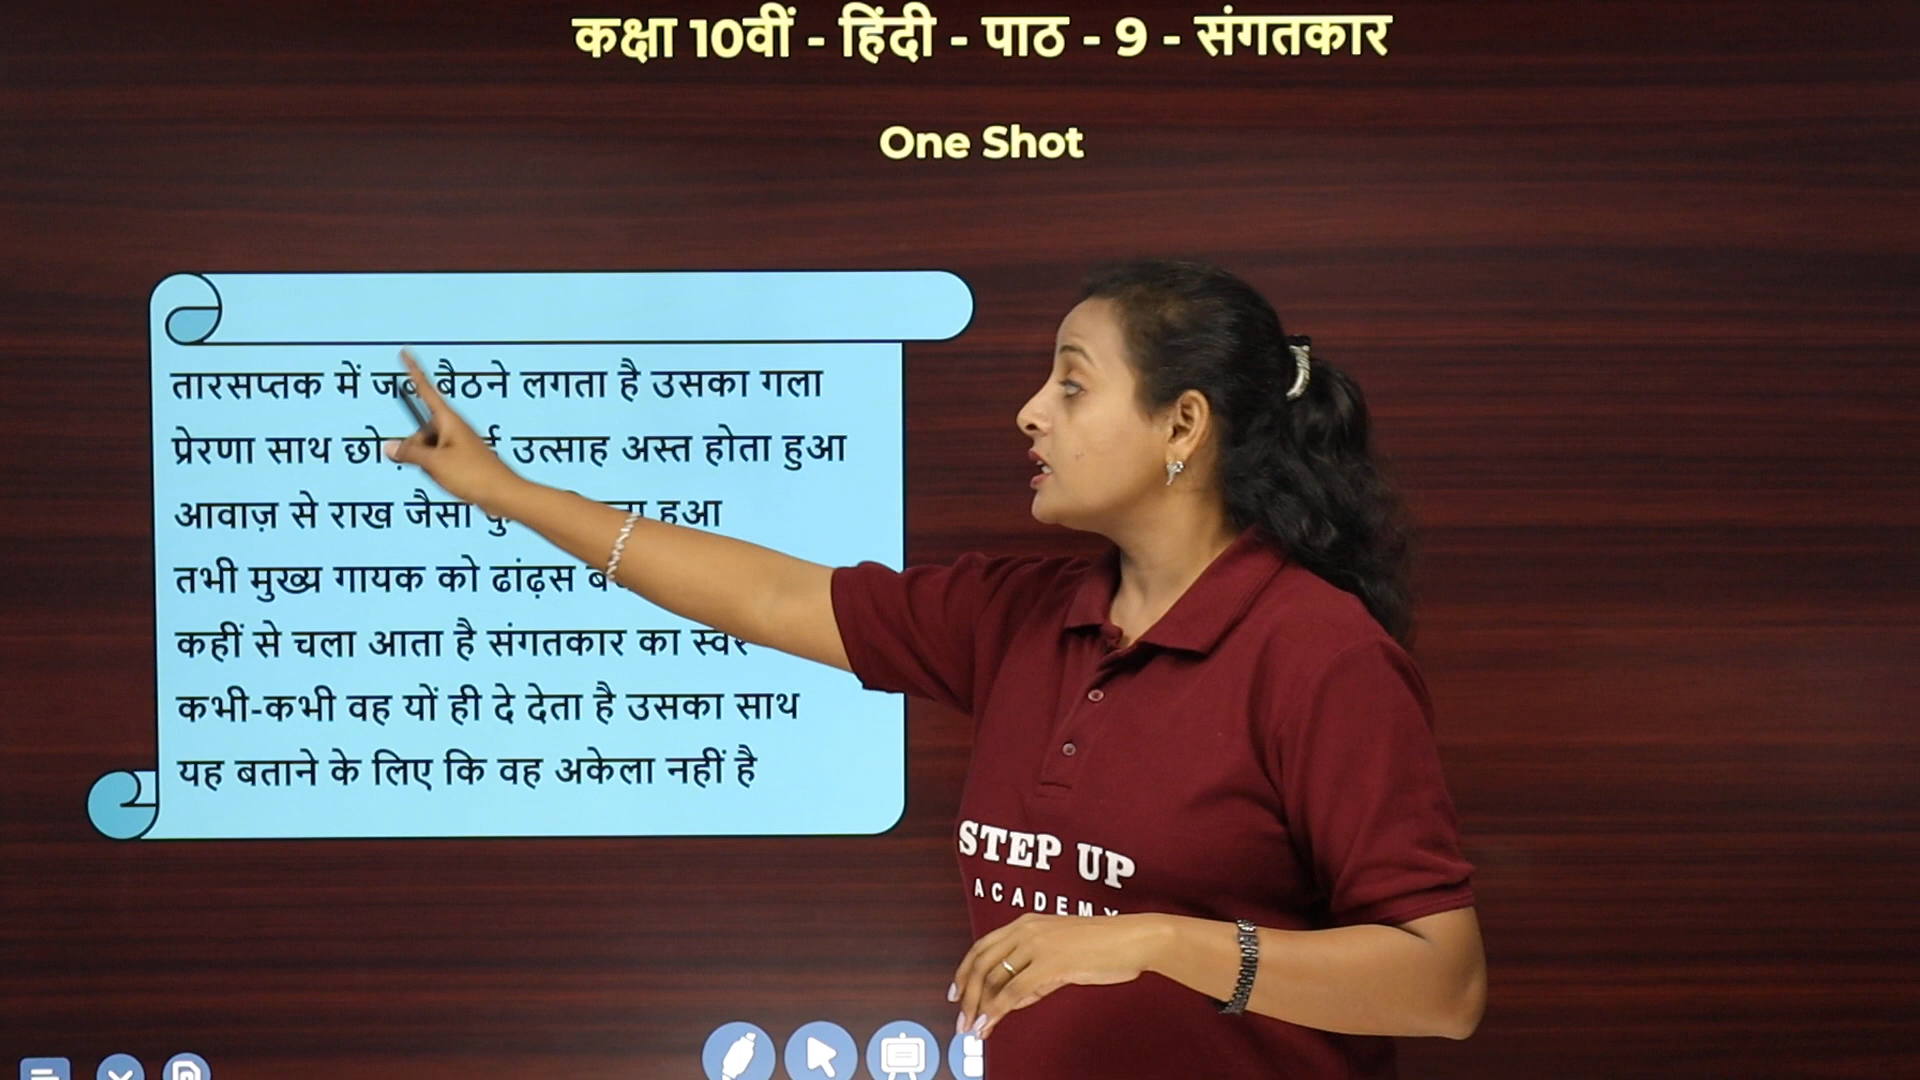 कक्षा 10वीं - हिंदी - पाठ - 9 - संगतकार
One Shot
तारसप्तक में जब बैठने लगता है उसका गला
प्रेरणा साथ उत्साह अस्त होता हुआ
आवाज़ से राख जैसा हुआ
तभी मुख्य गायक को ढांढ़स
कहीं से चला आता है संगतकार का स्वर
कभी-कभी वह यों ही दे देता है उसका साथ
यह बताने के लिए कि वह अकेला नहीं है
STEP UP
ACADEMY